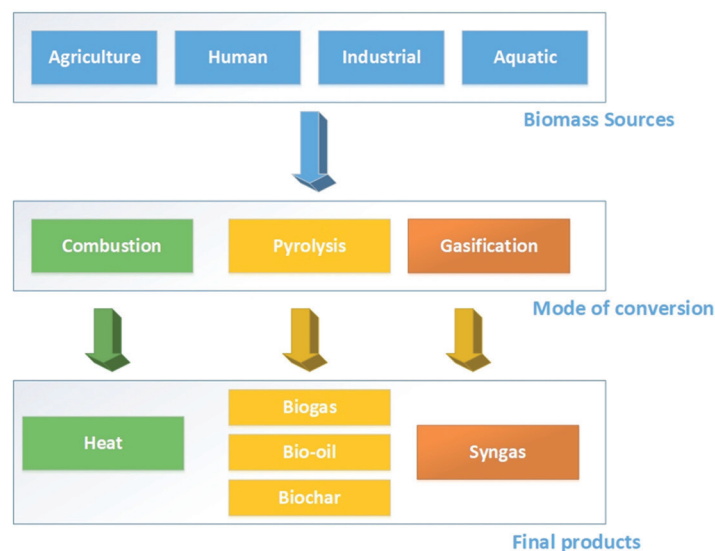 Agriculture
Human
Industrial
Aquatic
Biomass Sources
Combustion
Pyrolysis
Gasification
Mode of conversion
Heat
Biogas
Bio-oil
Biochar
Syngas
Final products